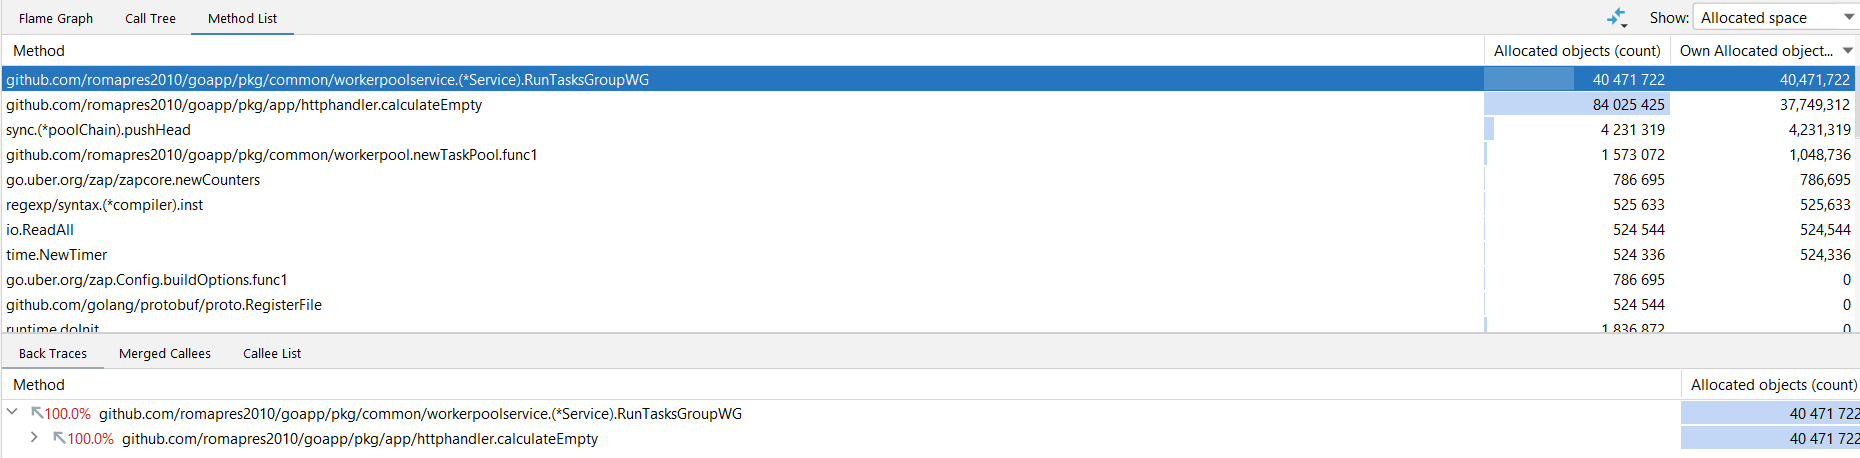 Flame Graph Call Tree Method List Show: Allocated space
Method Allocated objects (count) Own Allocated object...
github.com/romapres2010/goapp/pkg/common/workerpoolservice.(*Service).RunTasksGroupWG 40 471 722 40,471,722
github.com/romapres2010/goapp/pkg/app/httphandler.calculateEmpty 84 025 425 37,749,312
sync.(*poolChain).pushHead 4 231 319 4,231,319
github.com/romapres2010/goapp/pkg/common/workerpool.newTaskPool.func1 1 573 072 1,048,736
go.uber.org/zap/zapcore.newCounters 786 695 786,695
regexp/syntax.(*compiler).inst 525 633 525,633
io.ReadAll 524 544 524,544
time.NewTimer 524 336 524,336
go.uber.org/zap.Config.buildOptions.func1 786 695 0
github.com/golang/protobuf/proto.RegisterFile 524 544 0
runtime.doInit 1 836 872 0
Back Traces Merged Callees Callee List
Method Allocated objects (count)
100.0% github.com/romapres2010/goapp/pkg/common/workerpoolservice.(*Service).RunTasksGroupWG 40 471 722
100.0% github.com/romapres2010/goapp/pkg/app/httphandler.calculateEmpty 40 471 722